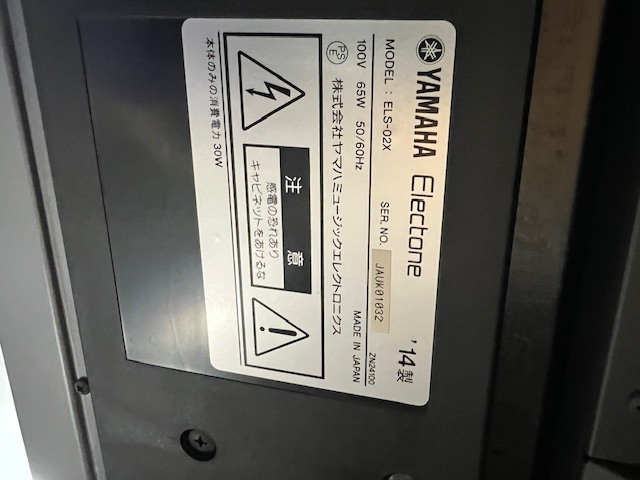 YAMAHA Electone '14製
MODEL : ELS-02X SER. NO. JAUK01032 ZN24100
100V 65W 50/60Hz MADE IN JAPAN
PS E 株式会社ヤマハミュージックエレクトロニクス
注 意
感電の恐れあり
キャビネットをあけるな
本体のみの消費電力 30W